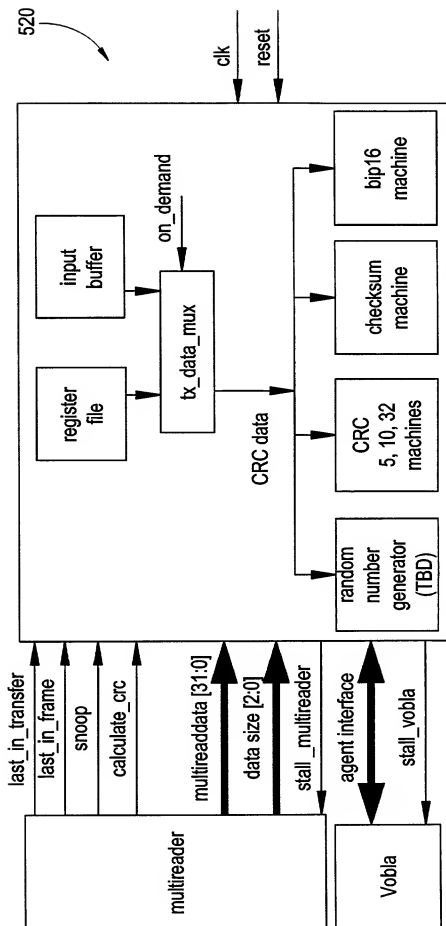 520
last_in_transfer
last_in_frame
snoop
calculate_crc
multireaddata [31:0]
data size [2:0]
stall_multireader
agent interface
stall_vobla
multireader
Vobla
register
file
input
buffer
on_demand
tx_data_mux
CRC data
random
number
generator
(TBD)
CRC
5, 10, 32
machines
checksum
machine
bip16
machine
clk
reset